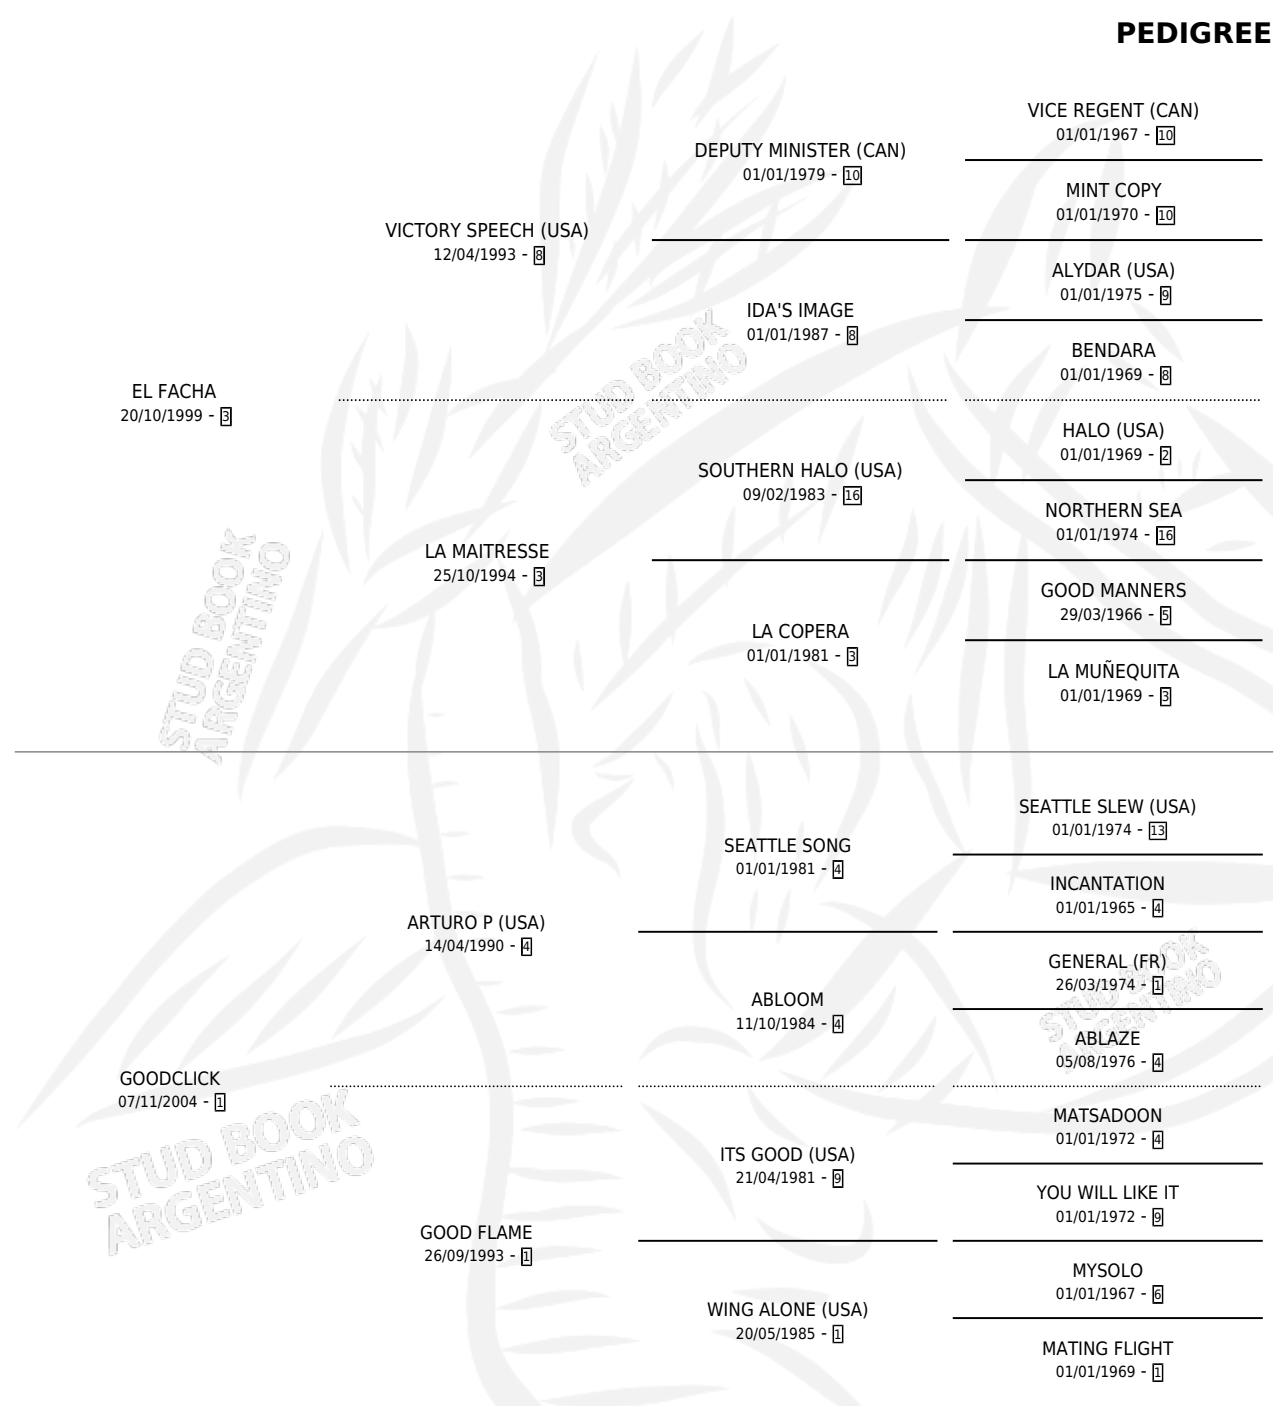 PEDIGREE
VICE REGENT (CAN)
01/01/1967 - 10
DEPUTY MINISTER (CAN)
01/01/1979 - 10
MINT COPY
01/01/1970 - 10
VICTORY SPEECH (USA)
12/04/1993 - 8
ALYDAR (USA)
01/01/1975 - 9
IDA'S IMAGE
01/01/1987 - 8
BENDARA
01/01/1969 - 8
EL FACHA
20/10/1999 - 3
HALO (USA)
01/01/1969 - 2
SOUTHERN HALO (USA)
09/02/1983 - 16
NORTHERN SEA
01/01/1974 - 16
LA MAITRESSE
25/10/1994 - 3
GOOD MANNERS
29/03/1966 - 5
LA COPERA
01/01/1981 - 3
LA MUÑEQUITA
01/01/1969 - 3
SEATTLE SLEW (USA)
01/01/1974 - 13
SEATTLE SONG
01/01/1981 - 4
INCANTATION
01/01/1965 - 4
ARTURO P (USA)
14/04/1990 - 4
GENERAL (FR)
26/03/1974 - 1
ABLOOM
11/10/1984 - 4
ABLAZE
05/08/1976 - 4
GOODCLICK
07/11/2004 - 1
MATSADOON
01/01/1972 - 4
ITS GOOD (USA)
21/04/1981 - 9
YOU WILL LIKE IT
01/01/1972 - 9
GOOD FLAME
26/09/1993 - 1
MYSOLO
01/01/1967 - 6
WING ALONE (USA)
20/05/1985 - 1
MATING FLIGHT
01/01/1969 - 1
STUD BOOK
ARGENTINO
STUD BOOK
ARGENTINO
STUD BOOK
ARGENTINO
STUD BOOK
ARGENTINO